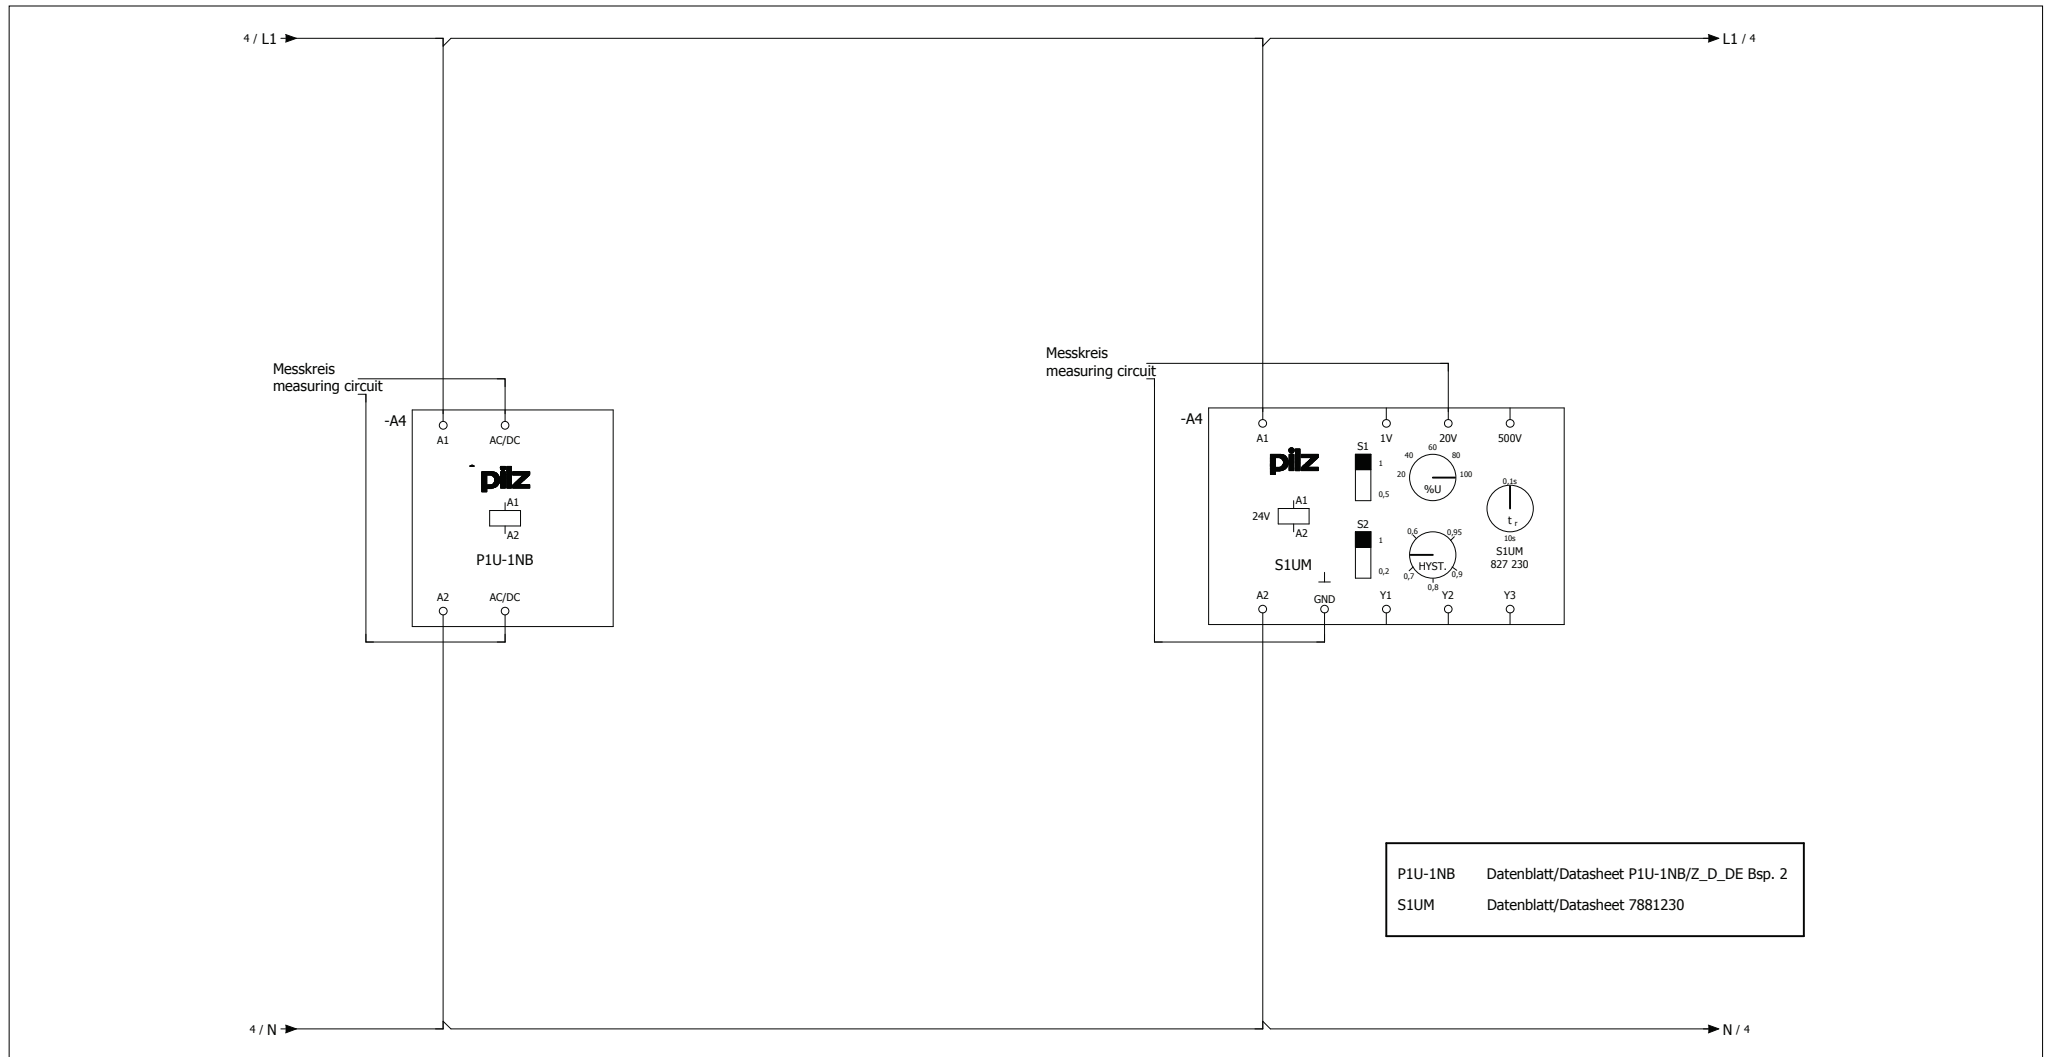 4 / L1
L1 / 4
Messkreis
measuring circuit
-A4
A1 AC/DC
pilz
A1
A2
P1U-1NB
A2 AC/DC
Messkreis
measuring circuit
-A4
A1 1V 20V 500V
pilz
S1
1
0,5
20 40 60 80 100
%U
0,1s
t r
10s
24V
A1
A2
S2
1
0,2
0,6 0,95
HYST.
0,7 0,8 0,9
S1UM
827 230
S1UM
A2 GND Y1 Y2 Y3
P1U-1NB Datenblatt/Datasheet P1U-1NB/Z_D_DE Bsp. 2
S1UM Datenblatt/Datasheet 7881230
4 / N
N / 4